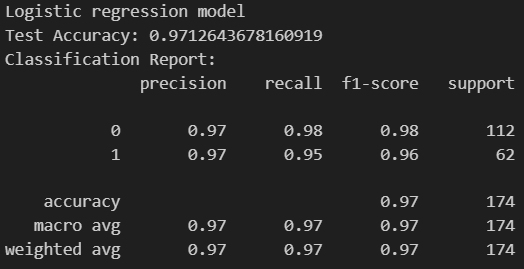 Logistic regression model
Test Accuracy: 0.9712643678160919
Classification Report:
precision recall f1-score support
0 0.97 0.98 0.98 112
1 0.97 0.95 0.96 62
accuracy 0.97 174
macro avg 0.97 0.97 0.97 174
weighted avg 0.97 0.97 0.97 174